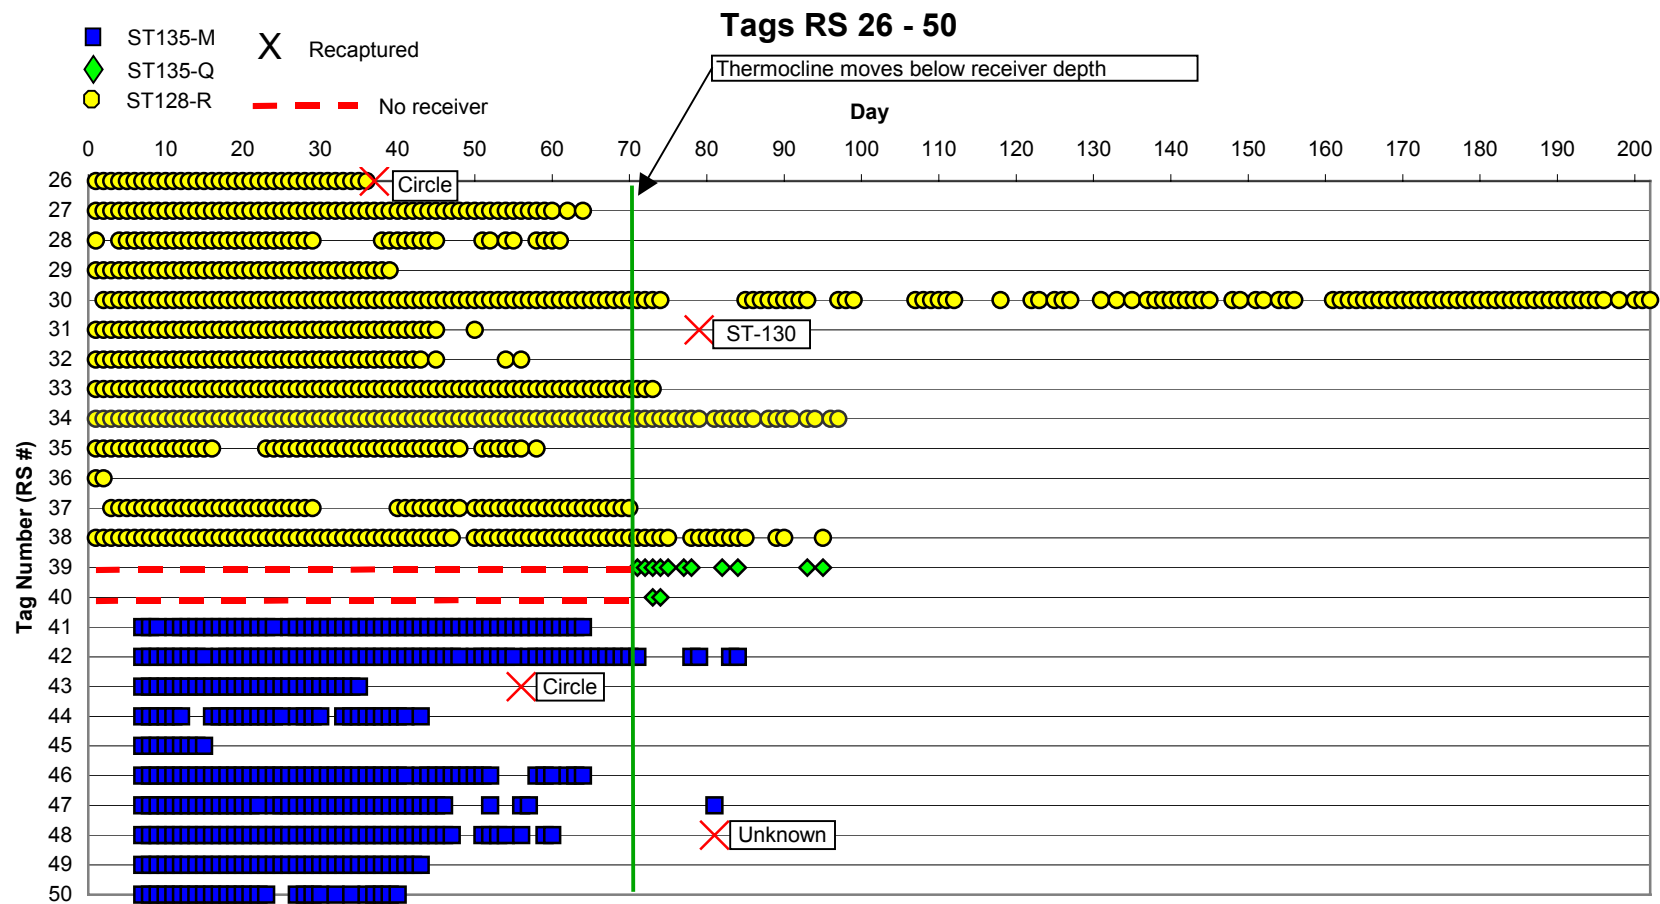 Tags RS 26 - 50
ST135-M
X Recaptured
ST135-Q
ST128-R
No receiver
Thermocline moves below receiver depth
Day
0 10 20 30 40 50 60 70 80 90 100 110 120 130 140 150 160 170 180 190 200
Tag Number (RS #)
26 Circle
27
28
29
30
31 ST-130
32
33
34
35
36
37
38
39
40
41
42
43 Circle
44
45
46
47
48 Unknown
49
50